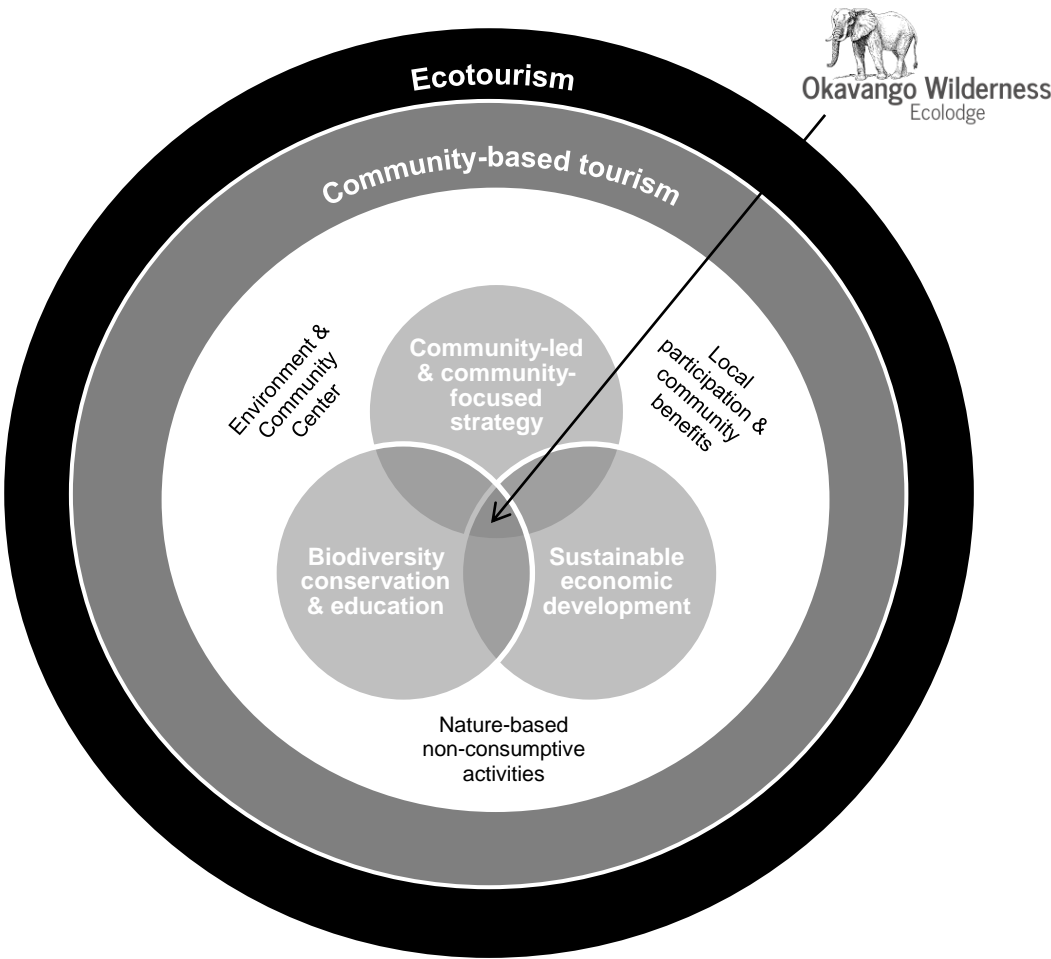 Ecotourism
Okavango Wilderness
Ecolodge
Community-based tourism
Environment &
Community
Center
Community-led
& community-
focused
strategy
Local
participation &
community
benefits
Biodiversity
conservation
& education
Sustainable
economic
development
Nature-based
non-consumptive
activities